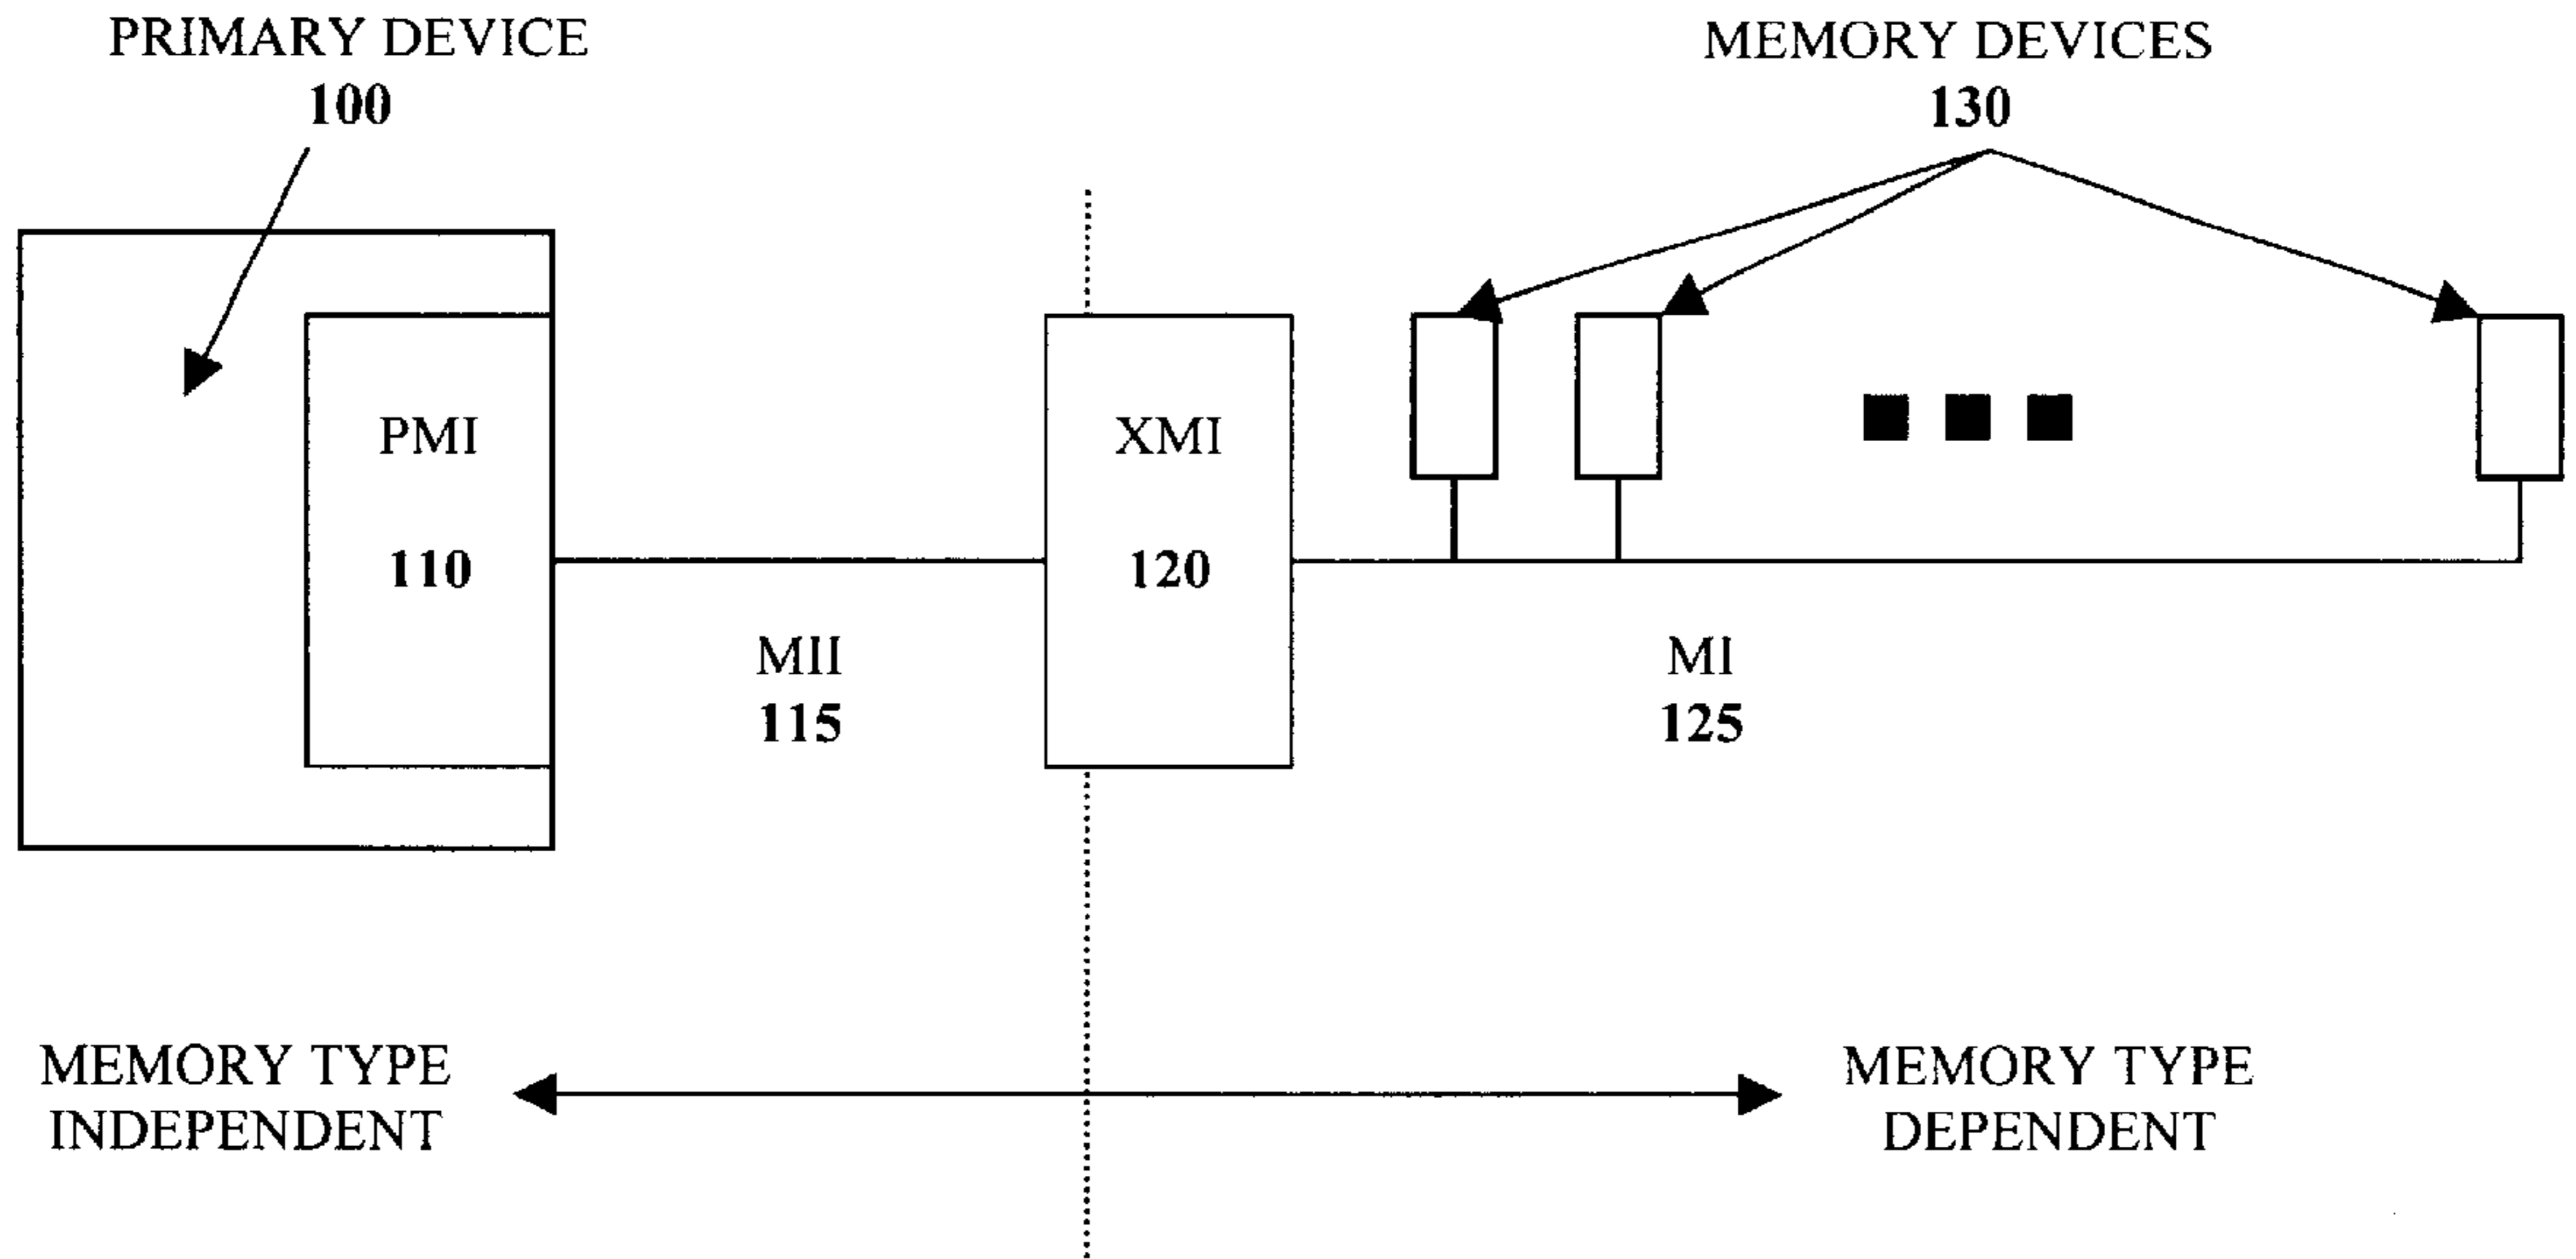 PRIMARY DEVICE
100
MEMORY DEVICES
130
PMI
110
XMI
120
MII
115
MI
125
MEMORY TYPE
INDEPENDENT
MEMORY TYPE
DEPENDENT